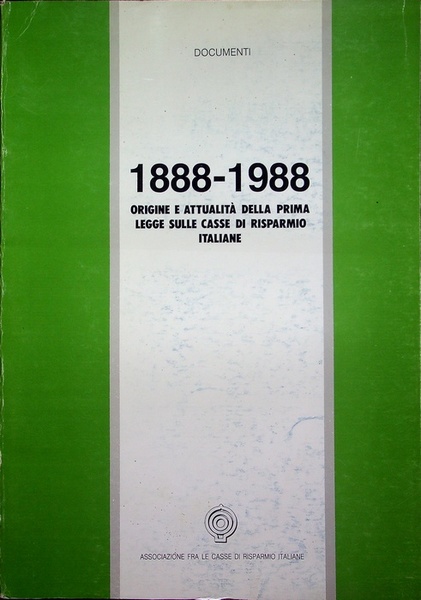 DOCUMENTI
1888-1988
ORIGINE E ATTUALITÀ DELLA PRIMA
LEGGE SULLE CASSE DI RISPARMIO
ITALIANE
ASSOCIAZIONE FRA LE CASSE DI RISPARMIO ITALIANE